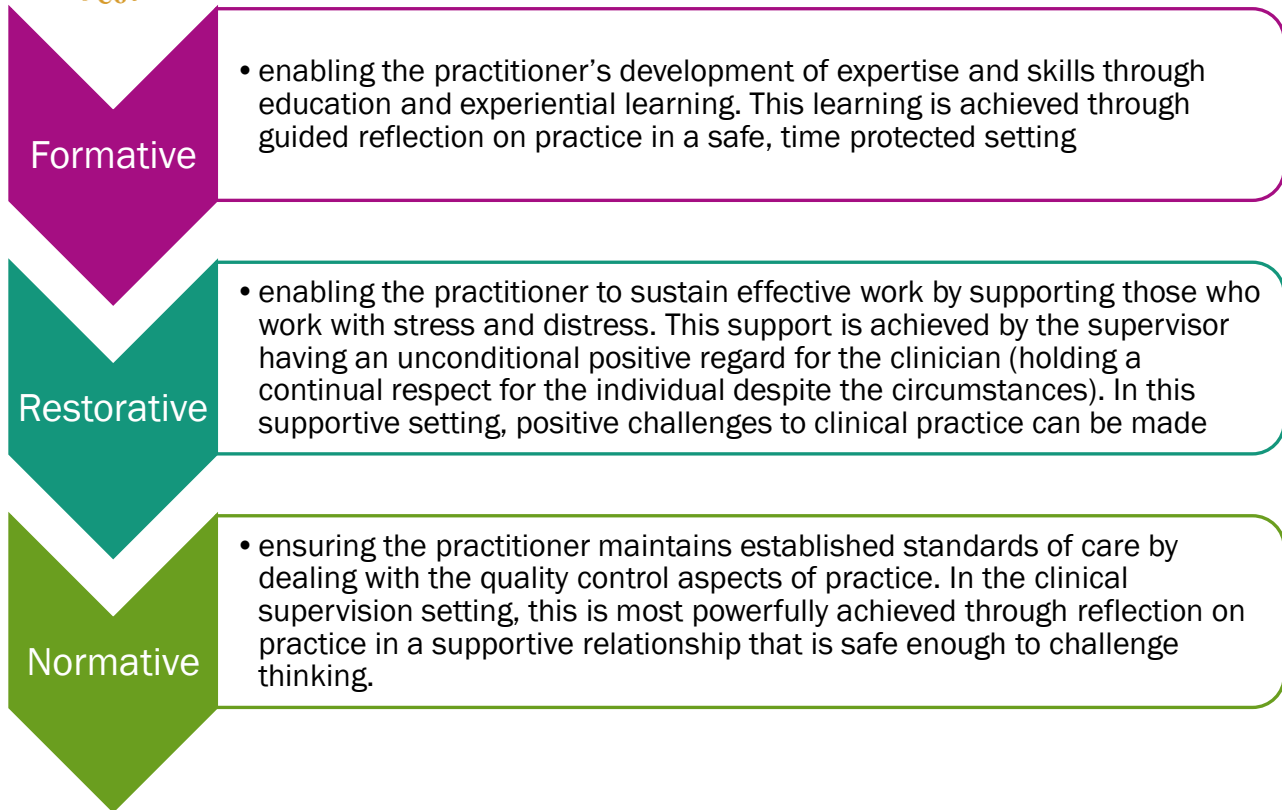 Formative
• enabling the practitioner's development of expertise and skills through
education and experiential learning. This learning is achieved through
guided reflection on practice in a safe, time protected setting
Restorative
• enabling the practitioner to sustain effective work by supporting those who
work with stress and distress. This support is achieved by the supervisor
having an unconditional positive regard for the clinician (holding a
continual respect for the individual despite the circumstances). In this
supportive setting, positive challenges to clinical practice can be made
Normative
• ensuring the practitioner maintains established standards of care by
dealing with the quality control aspects of practice. In the clinical
supervision setting, this is most powerfully achieved through reflection on
practice in a supportive relationship that is safe enough to challenge
thinking.